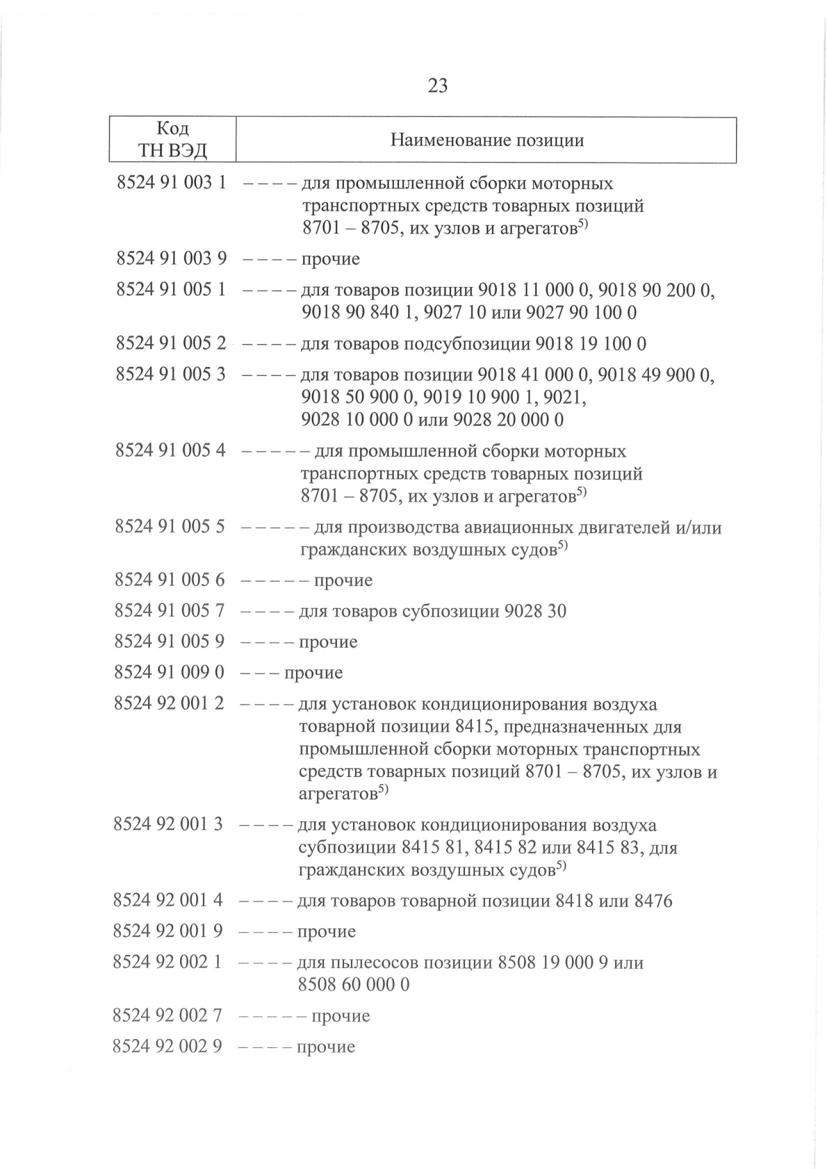 23
Код
ТН ВЭД
Наименование позиции
8524 91 003 1 – – – – для промышленной сборки моторных
транспортных средств товарных позиций
8701 – 8705, их узлов и агрегатов⁵⁾
8524 91 003 9 – – – – прочие
8524 91 005 1 – – – – для товаров позиции 9018 11 000 0, 9018 90 200 0,
9018 90 840 1, 9027 10 или 9027 90 100 0
8524 91 005 2 – – – – для товаров подсубпозиции 9018 19 100 0
8524 91 005 3 – – – – для товаров позиции 9018 41 000 0, 9018 49 900 0,
9018 50 900 0, 9019 10 900 1, 9021,
9028 10 000 0 или 9028 20 000 0
8524 91 005 4 – – – – – для промышленной сборки моторных
транспортных средств товарных позиций
8701 – 8705, их узлов и агрегатов⁵⁾
8524 91 005 5 – – – – – для производства авиационных двигателей и/или
гражданских воздушных судов⁵⁾
8524 91 005 6 – – – – – прочие
8524 91 005 7 – – – – для товаров субпозиции 9028 30
8524 91 005 9 – – – – прочие
8524 91 009 0 – – – прочие
8524 92 001 2 – – – – для установок кондиционирования воздуха
товарной позиции 8415, предназначенных для
промышленной сборки моторных транспортных
средств товарных позиций 8701 – 8705, их узлов и
агрегатов⁵⁾
8524 92 001 3 – – – – для установок кондиционирования воздуха
субпозиции 8415 81, 8415 82 или 8415 83, для
гражданских воздушных судов⁵⁾
8524 92 001 4 – – – – для товаров товарной позиции 8418 или 8476
8524 92 001 9 – – – – прочие
8524 92 002 1 – – – – для пылесосов позиции 8508 19 000 9 или
8508 60 000 0
8524 92 002 7 – – – – – прочие
8524 92 002 9 – – – – прочие